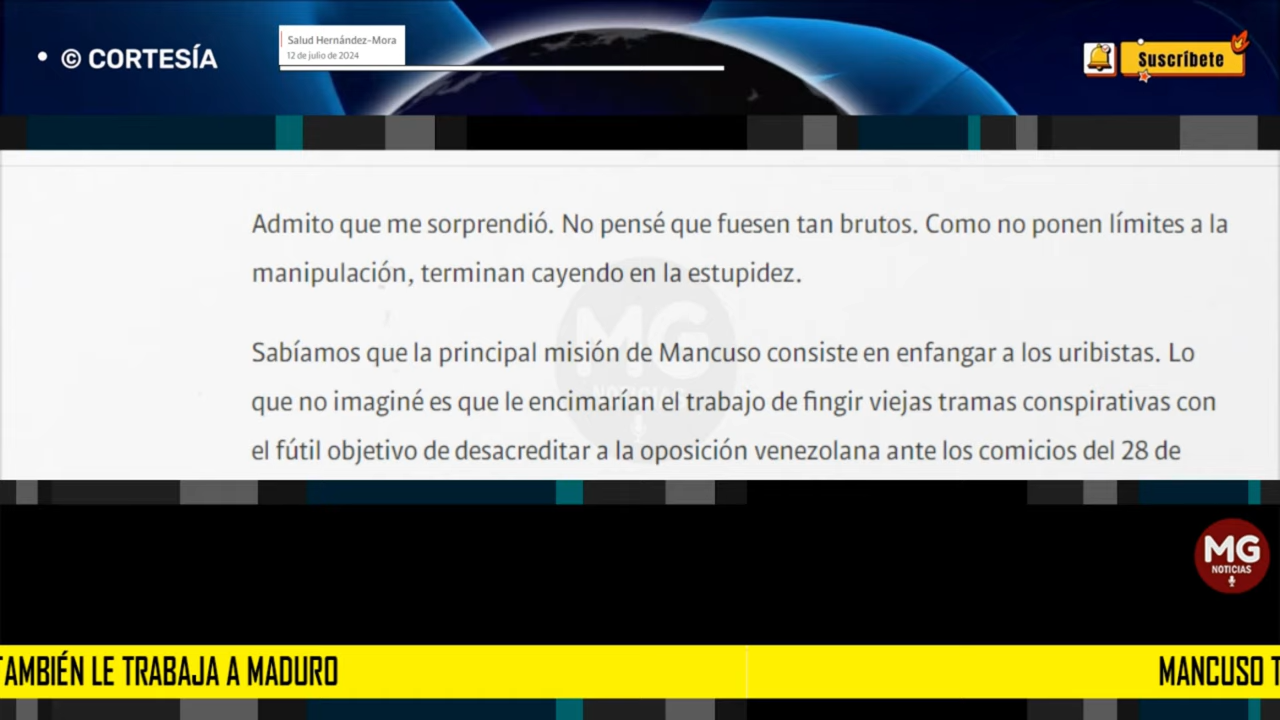 • © CORTESÍA
Salud Hernández-Mora
12 de julio de 2024
Suscríbete
Admito que me sorprendió. No pensé que fuesen tan brutos. Como no ponen límites a la
manipulación, terminan cayendo en la estupidez.
Sabíamos que la principal misión de Mancuso consiste en enfangar a los uribistas. Lo
que no imaginé es que le encimarían el trabajo de fingir viejas tramas conspirativas con
el fútil objetivo de desacreditar a la oposición venezolana ante los comicios del 28 de
MG
NOTICIAS
MG
NOTICIAS
TAMBIÉN LE TRABAJA A MADURO
MANCUSO T